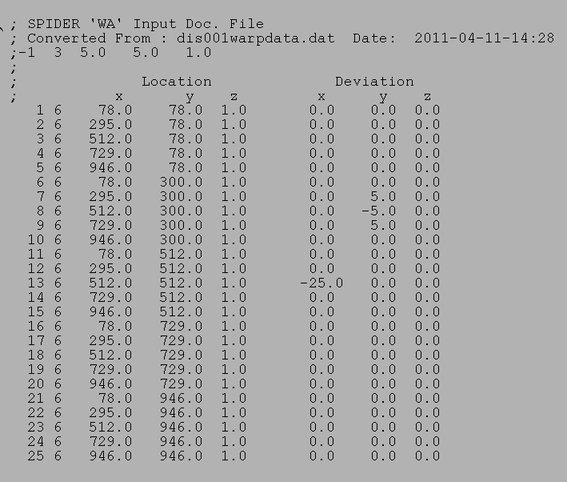 ; SPIDER 'WA' Input Doc. File
; Converted From : dis001warpdata.dat  Date:  2011-04-11-14:28
;-1  3  5.0   5.0   1.0
;
;              Location               Deviation
;           x       y    z          x      y    z
   1 6    78.0    78.0  1.0        0.0    0.0  0.0
   2 6   295.0    78.0  1.0        0.0    0.0  0.0
   3 6   512.0    78.0  1.0        0.0    0.0  0.0
   4 6   729.0    78.0  1.0        0.0    0.0  0.0
   5 6   946.0    78.0  1.0        0.0    0.0  0.0
   6 6    78.0   300.0  1.0        0.0    0.0  0.0
   7 6   295.0   300.0  1.0        0.0    5.0  0.0
   8 6   512.0   300.0  1.0        0.0   -5.0  0.0
   9 6   729.0   300.0  1.0        0.0    5.0  0.0
  10 6   946.0   300.0  1.0        0.0    0.0  0.0
  11 6    78.0   512.0  1.0        0.0    0.0  0.0
  12 6   295.0   512.0  1.0        0.0    0.0  0.0
  13 6   512.0   512.0  1.0      -25.0    0.0  0.0
  14 6   729.0   512.0  1.0        0.0    0.0  0.0
  15 6   946.0   512.0  1.0        0.0    0.0  0.0
  16 6    78.0   729.0  1.0        0.0    0.0  0.0
  17 6   295.0   729.0  1.0        0.0    0.0  0.0
  18 6   512.0   729.0  1.0        0.0    0.0  0.0
  19 6   729.0   729.0  1.0        0.0    0.0  0.0
  20 6   946.0   729.0  1.0        0.0    0.0  0.0
  21 6    78.0   946.0  1.0        0.0    0.0  0.0
  22 6   295.0   946.0  1.0        0.0    0.0  0.0
  23 6   512.0   946.0  1.0        0.0    0.0  0.0
  24 6   729.0   946.0  1.0        0.0    0.0  0.0
  25 6   946.0   946.0  1.0        0.0    0.0  0.0